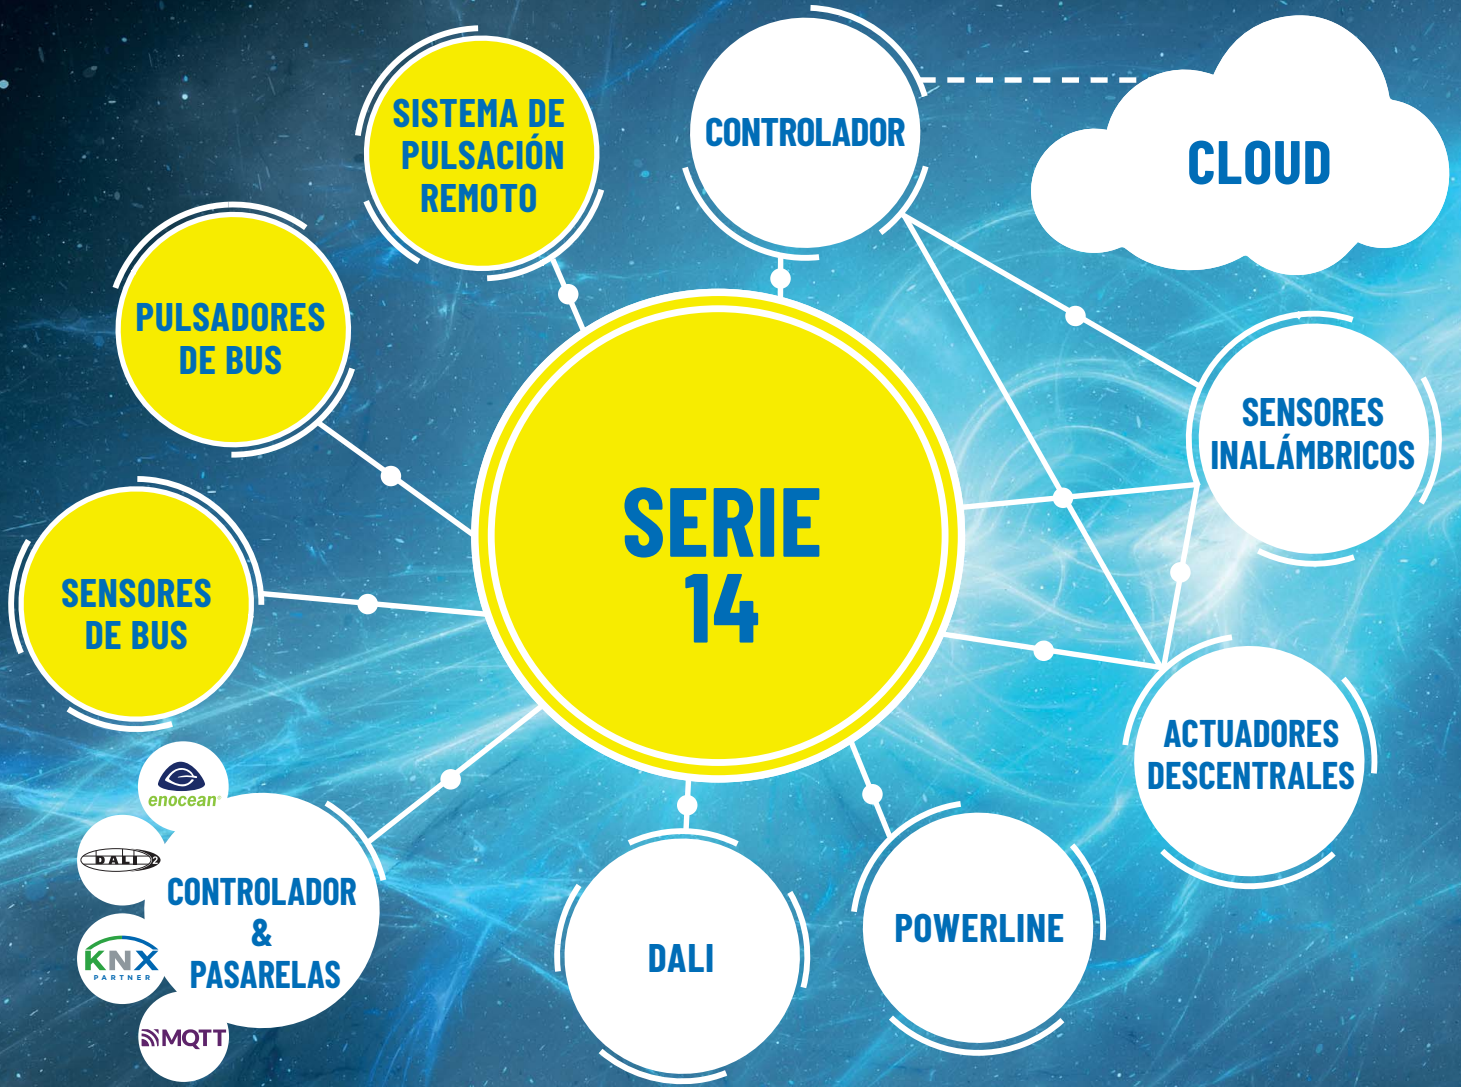 SISTEMA DE
PULSACIÓN
REMOTO
CONTROLADOR
CLOUD
PULSADORES
DE BUS
SENSORES
INALÁMBRICOS
SERIE
14
SENSORES
DE BUS
ACTUADORES
DESCENTRALES
enocean®
DALI 2
KNX
PARTNER
MQTT
CONTROLADOR
&
PASARELAS
DALI
POWERLINE